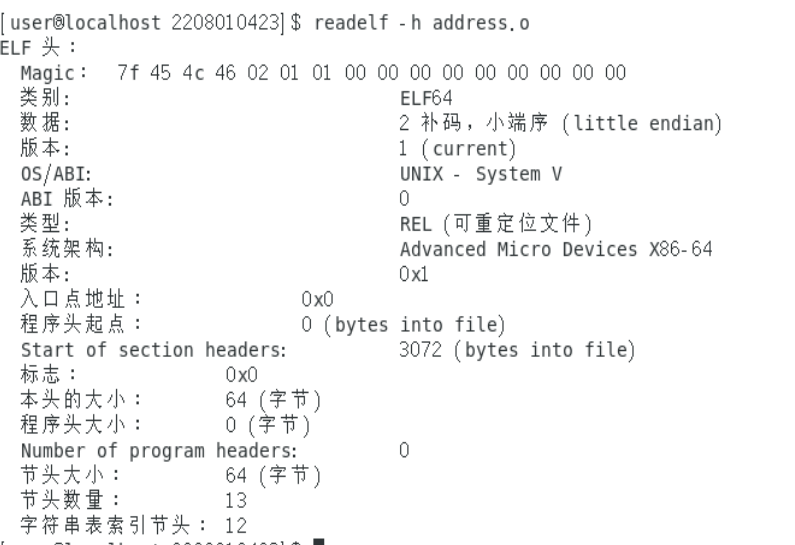 [user@localhost 2208010423]$ readelf -h address.o
ELF 头：
Magic： 7f 45 4c 46 02 01 01 00 00 00 00 00 00 00 00 00
类别: ELF64
数据: 2 补码，小端序 (little endian)
版本: 1 (current)
OS/ABI: UNIX - System V
ABI 版本: 0
类型: REL (可重定位文件)
系统架构: Advanced Micro Devices X86-64
版本: 0x1
入口点地址： 0x0
程序头起点： 0 (bytes into file)
Start of section headers: 3072 (bytes into file)
标志： 0x0
本头的大小： 64 (字节)
程序头大小： 0 (字节)
Number of program headers: 0
节头大小： 64 (字节)
节头数量： 13
字符串表索引节头： 12